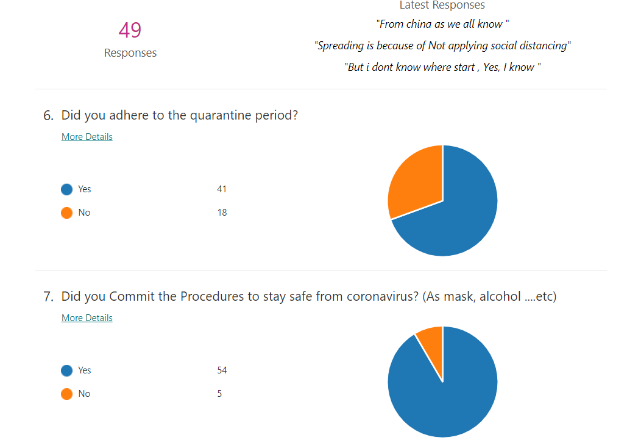 Latest Responses
49
"From china as we all know "
Responses
"Spreading is because of Not applying social distancing"
"But i dont know where start , Yes, I know "
6. Did you adhere to the quarantine period?
More Details
Yes 41
No 18
7. Did you Commit the Procedures to stay safe from coronavirus? (As mask, alcohol ....etc)
More Details
Yes 54
No 5